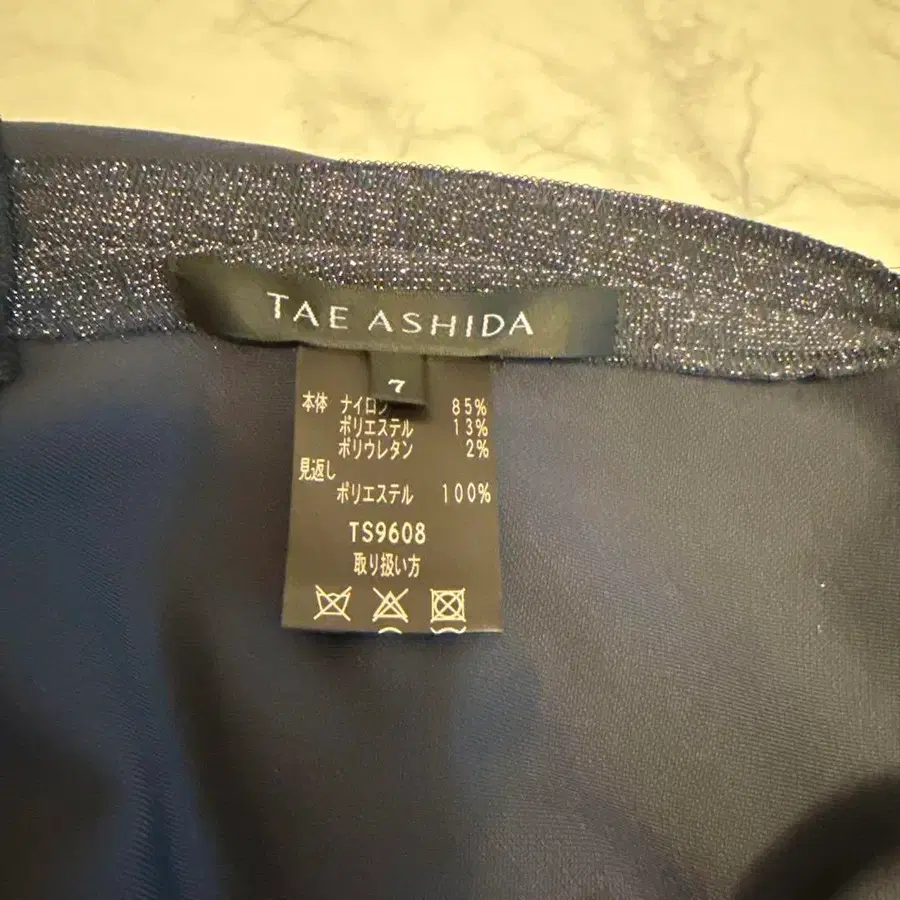 TAE ASHIDA
7
本体 ナイロン 85%
ポリエステル 13%
ポリウレタン 2%
見返し
ポリエステル 100%
TS9608
取り扱い方